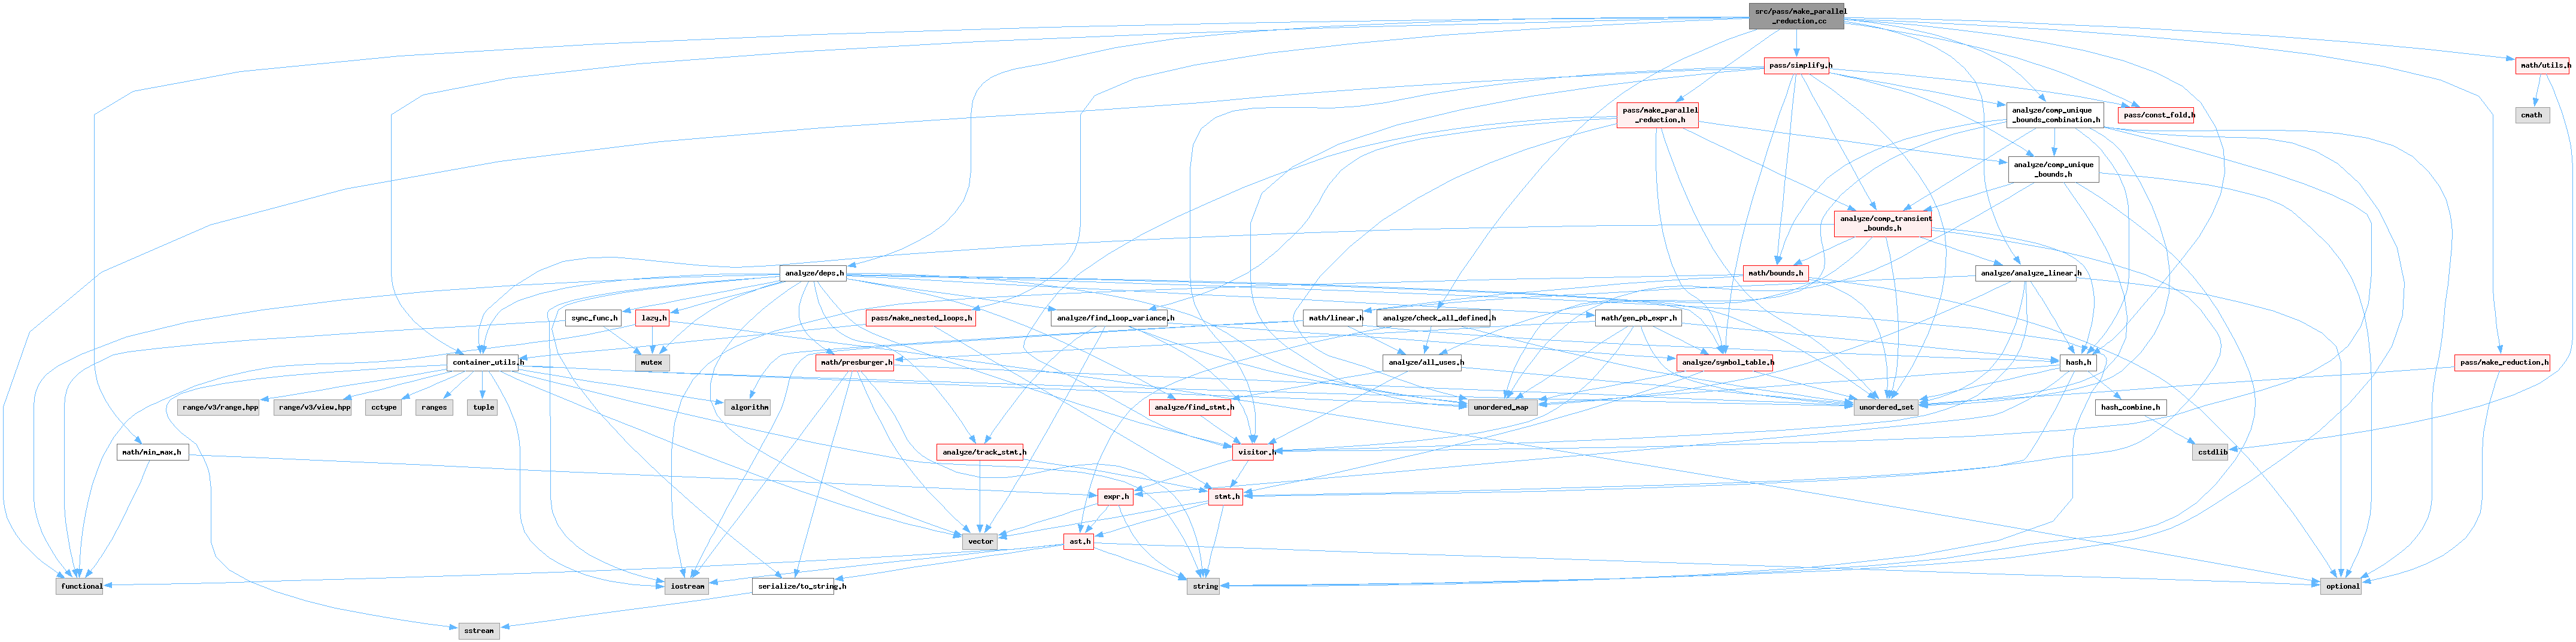 src/pass/make_parallel
_reduction.cc
pass/simplify.h
math/utils.h
pass/make_parallel
_reduction.h
analyze/comp_unique
_bounds_combination.h
pass/const_fold.h
cmath
analyze/comp_unique
_bounds.h
analyze/comp_transient
_bounds.h
analyze/deps.h
math/bounds.h
analyze/analyze_linear.h
sync_func.h
lazy.h
pass/make_nested_loops.h
analyze/find_loop_variance.h
math/linear.h
analyze/check_all_defined.h
math/gen_pb_expr.h
mutex
container_utils.h
math/presburger.h
analyze/all_uses.h
analyze/symbol_table.h
hash.h
pass/make_reduction.h
range/v3/range.hpp
range/v3/view.hpp
cctype
ranges
tuple
algorithm
analyze/find_stmt.h
unordered_map
unordered_set
hash_combine.h
math/min_max.h
analyze/track_stmt.h
visitor.h
cstdlib
expr.h
stmt.h
vector
ast.h
functional
iostream
serialize/to_string.h
string
optional
sstream